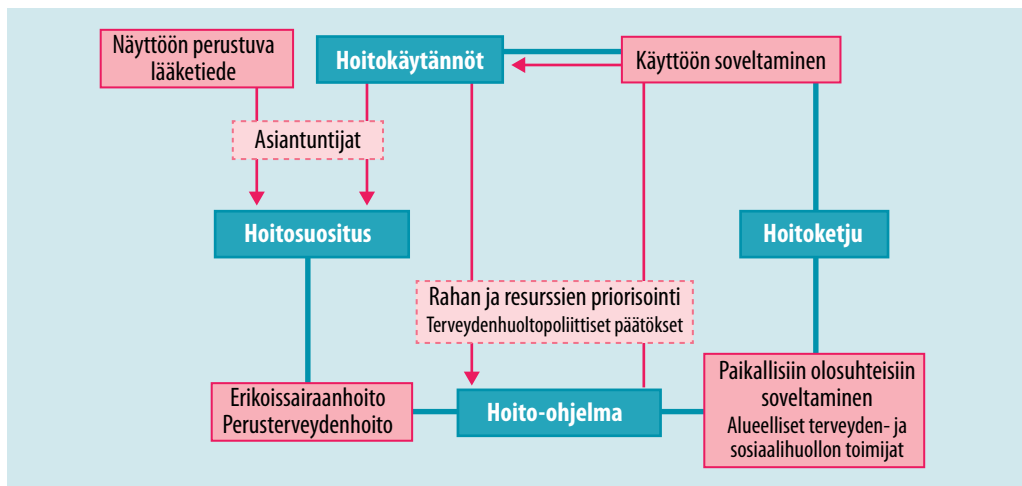 Näyttöön perustuva
lääketiede
Hoitokäytännöt
Käyttöön soveltaminen
Asiantuntijat
Hoitosuositus
Hoitoketju
Rahan ja resurssien priorisointi
Terveydenhuoltopoliittiset päätökset
Erikoissairaanhoito
Perusterveydenhoito
Hoito-ohjelma
Paikallisiin olosuhteisiin
soveltaminen
Alueelliset terveyden- ja
sosiaalihuollon toimijat